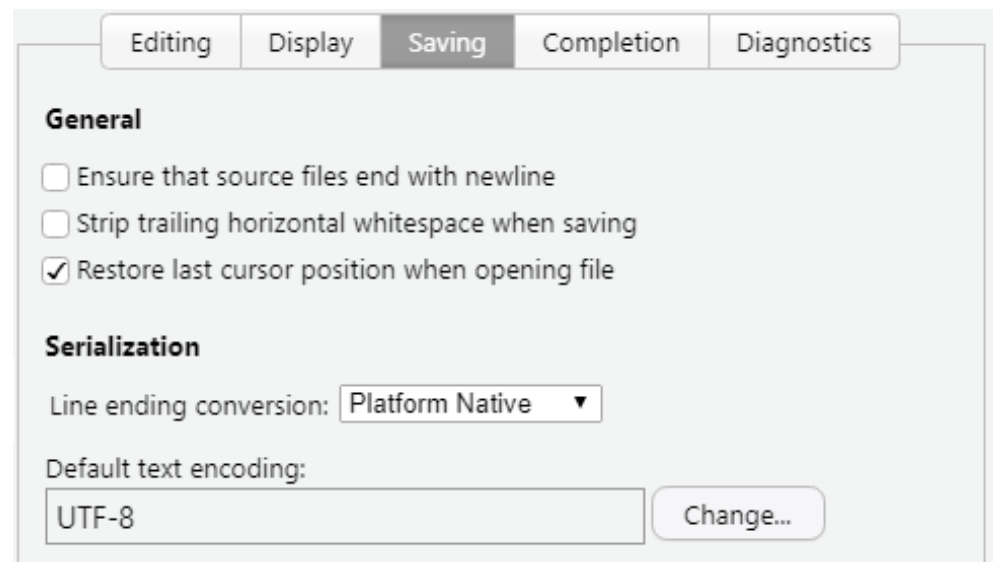 Editing Display Saving Completion Diagnostics
General
Ensure that source files end with newline
Strip trailing horizontal whitespace when saving
Restore last cursor position when opening file
Serialization
Line ending conversion: Platform Native
Default text encoding:
UTF-8 Change...